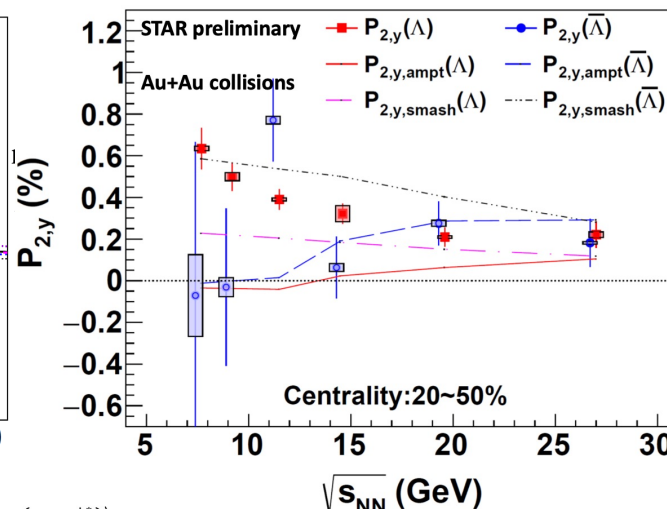 STAR preliminary
Au+Au collisions
P2,y(Λ)
P2,y(Λ̅)
P2,y,ampt(Λ)
P2,y,ampt(Λ̅)
P2,y,smash(Λ)
P2,y,smash(Λ̅)
P2,y (%)
1.2
1
0.8
0.6
0.4
0.2
0
−0.2
−0.4
−0.6
Centrality:20~50%
5 10 15 20 25 30
√sNN (GeV)